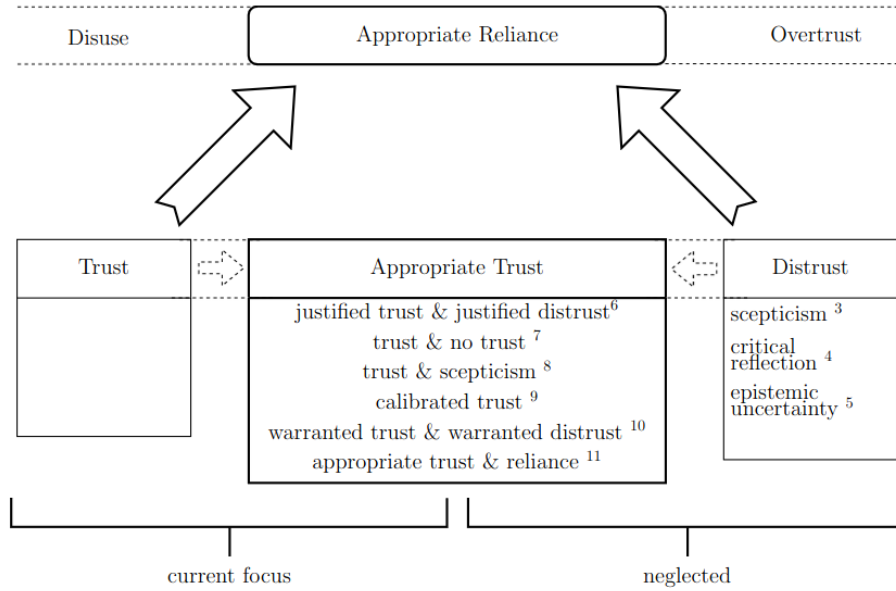 Disuse
Appropriate Reliance
Overtrust
Trust
Appropriate Trust
Distrust
justified trust & justified distrust⁶
trust & no trust ⁷
trust & scepticism ⁸
calibrated trust ⁹
warranted trust & warranted distrust ¹⁰
appropriate trust & reliance ¹¹
scepticism ³
critical
reflection ⁴
epistemic
uncertainty ⁵
current focus
neglected